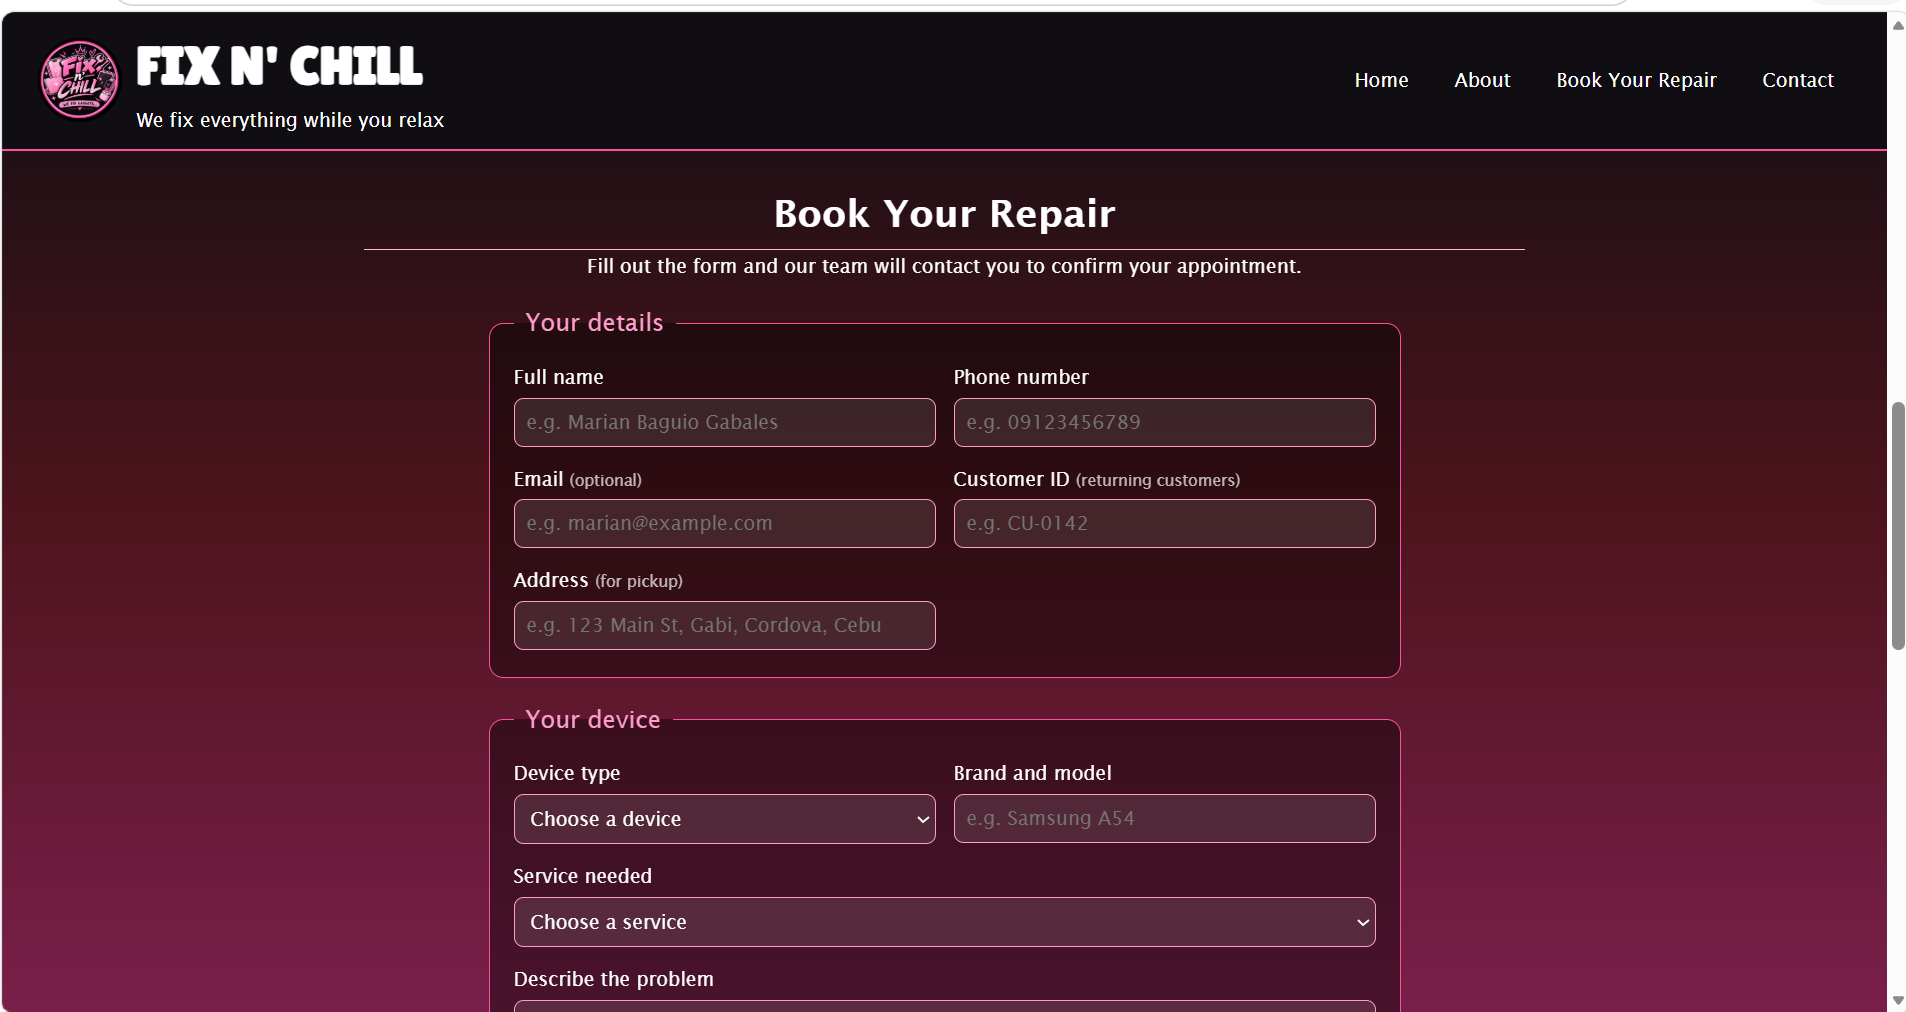 FIX N' CHILL
FIX N' CHILL
We fix everything while you relax
Home About Book Your Repair Contact
Book Your Repair
Fill out the form and our team will contact you to confirm your appointment.
Your details
Full name
e.g. Marian Baguio Gabales
Phone number
e.g. 09123456789
Email (optional)
e.g. marian@example.com
Customer ID (returning customers)
e.g. CU-0142
Address (for pickup)
e.g. 123 Main St, Gabi, Cordova, Cebu
Your device
Device type
Choose a device
Brand and model
e.g. Samsung A54
Service needed
Choose a service
Describe the problem